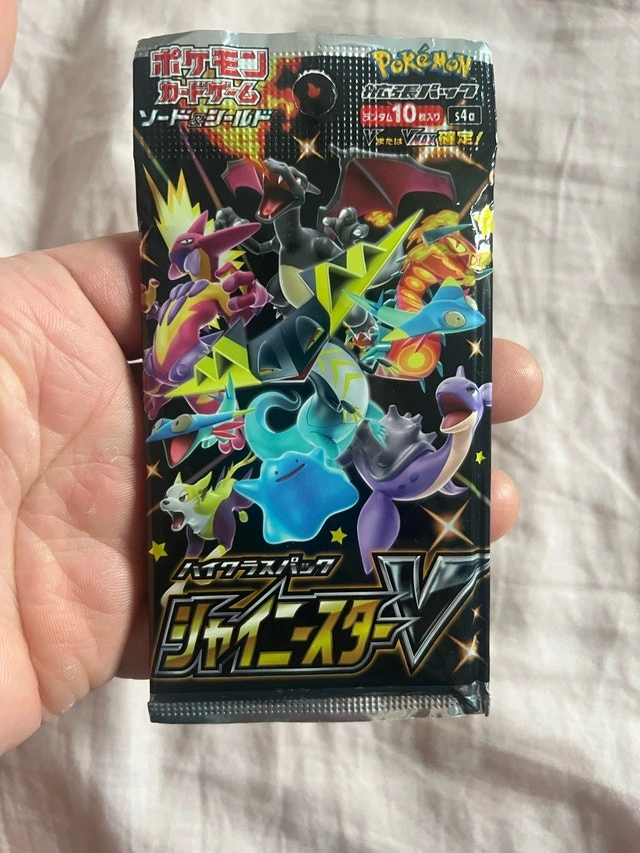 ポケモン
カードゲーム
ソード&シールド
POKéMON
拡張パック
ランダム10枚入り
s4a
VまたはVMAX確定!
ハイクラスパック
シャイニースターV